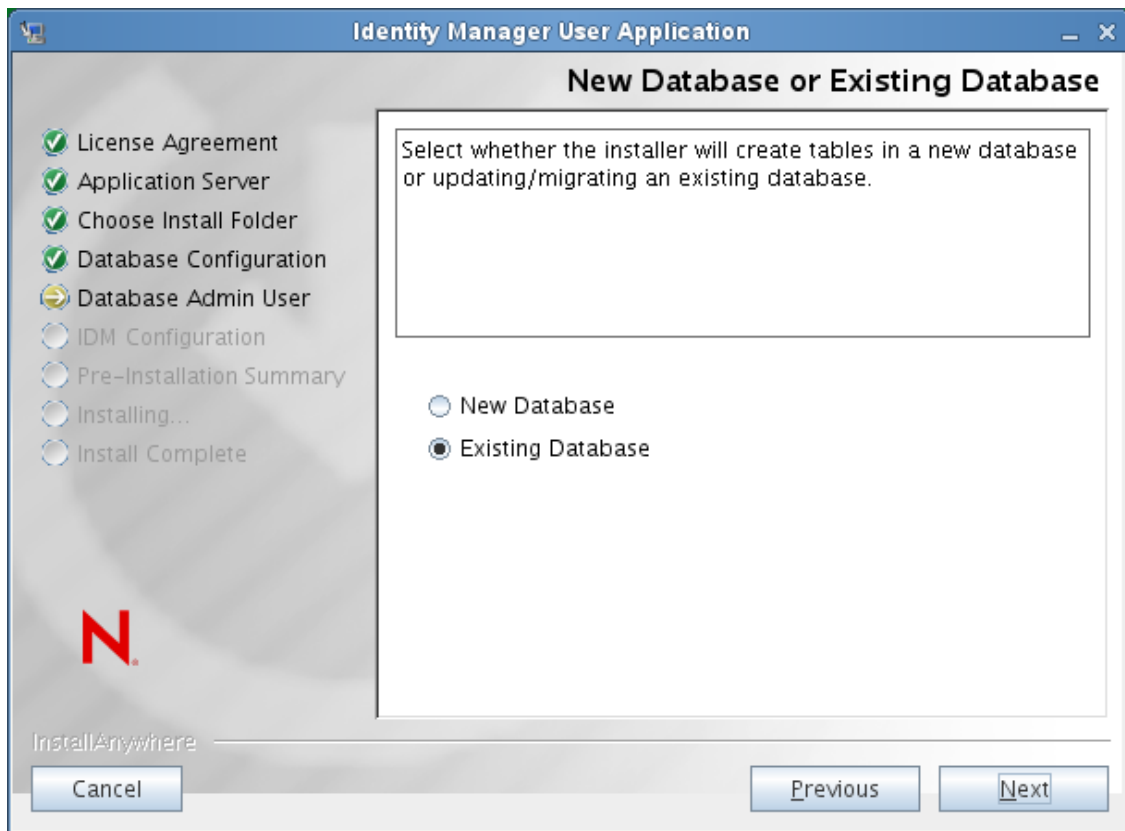 Identity Manager User Application
New Database or Existing Database
License Agreement
Application Server
Choose Install Folder
Database Configuration
Database Admin User
IDM Configuration
Pre-Installation Summary
Installing...
Install Complete
Select whether the installer will create tables in a new database
or updating/migrating an existing database.
New Database
Existing Database
N
InstallAnywhere
Cancel
Previous
Next